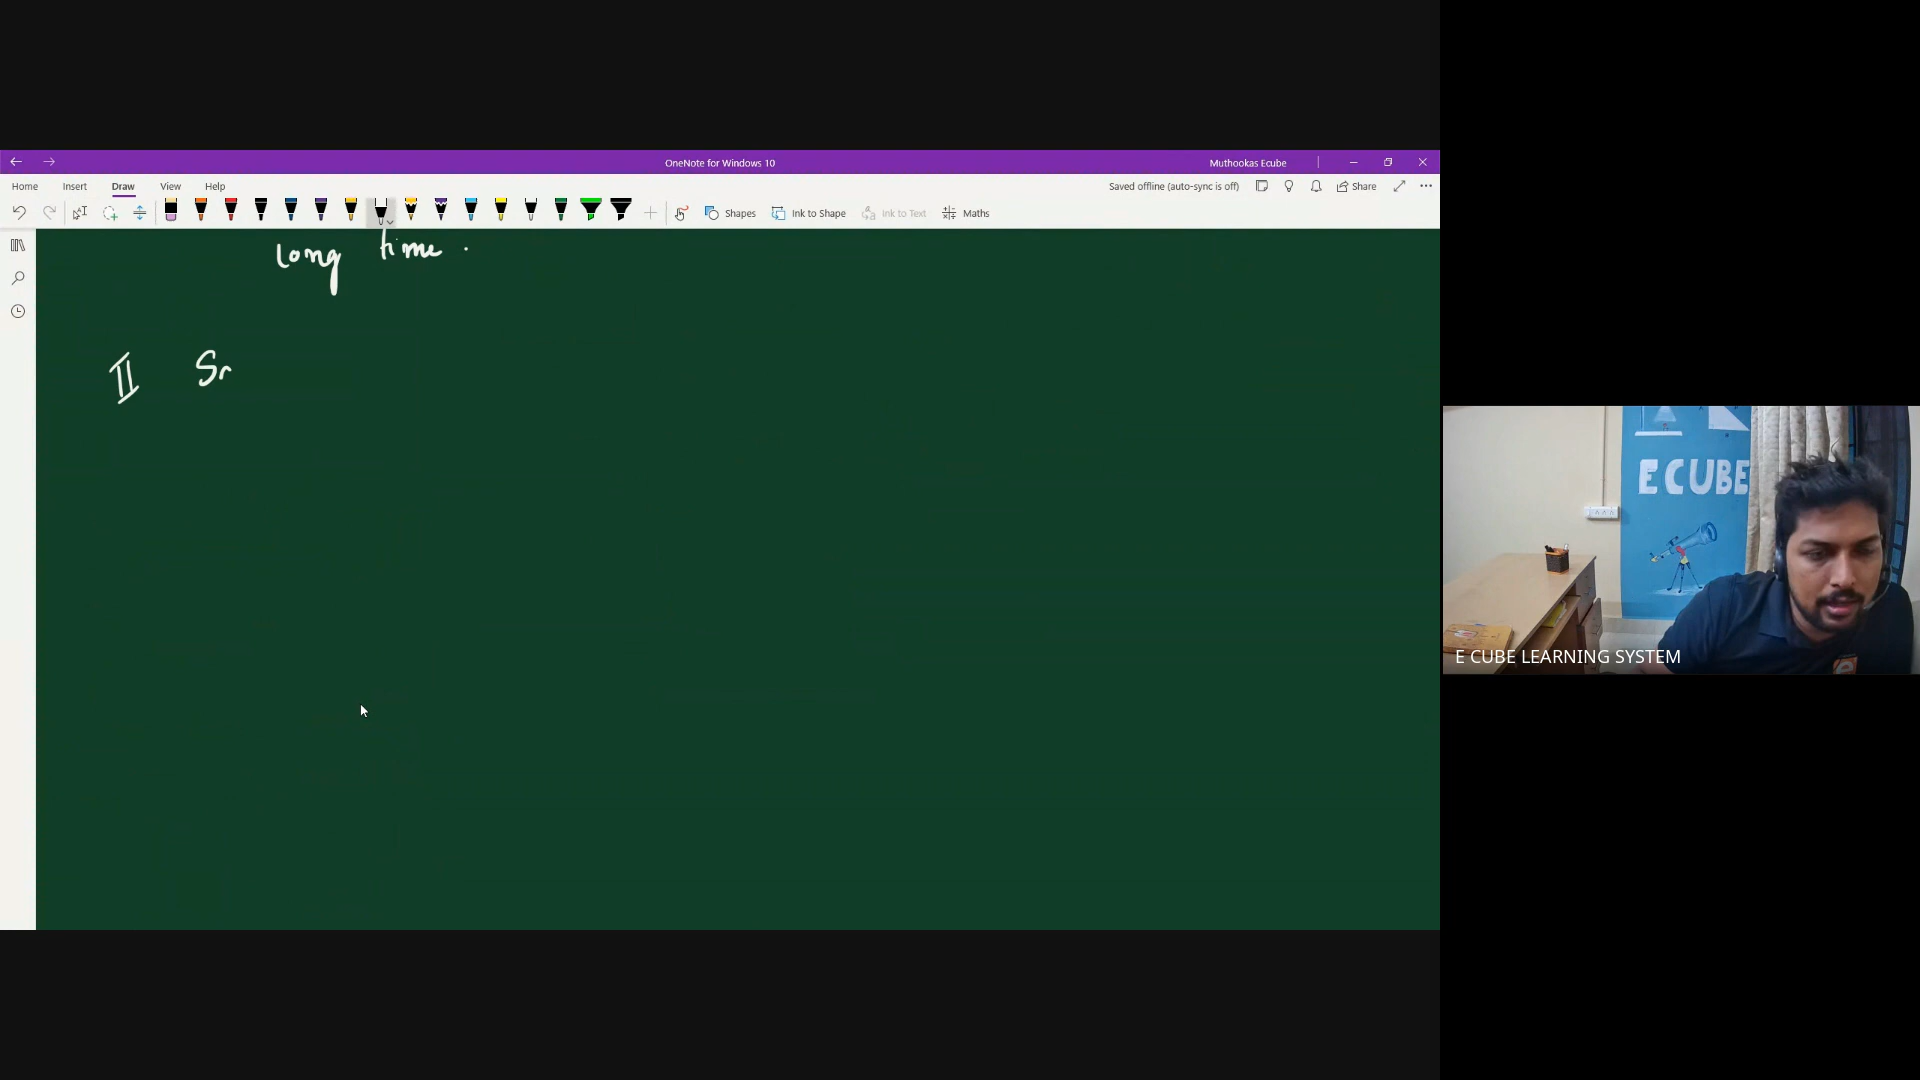 OneNote for Windows 10
Muthookas Ecube
Home Insert Draw View Help
Saved offline (auto-sync is off) Share
Shapes Ink to Shape Ink to Text Maths
long time.
II Sr
E CUBE
E CUBE LEARNING SYSTEM